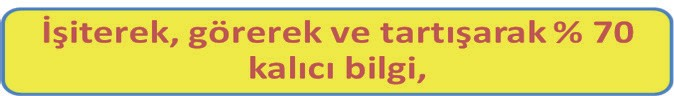 İşiterek, görerek ve tartışarak % 70
kalıcı bilgi,